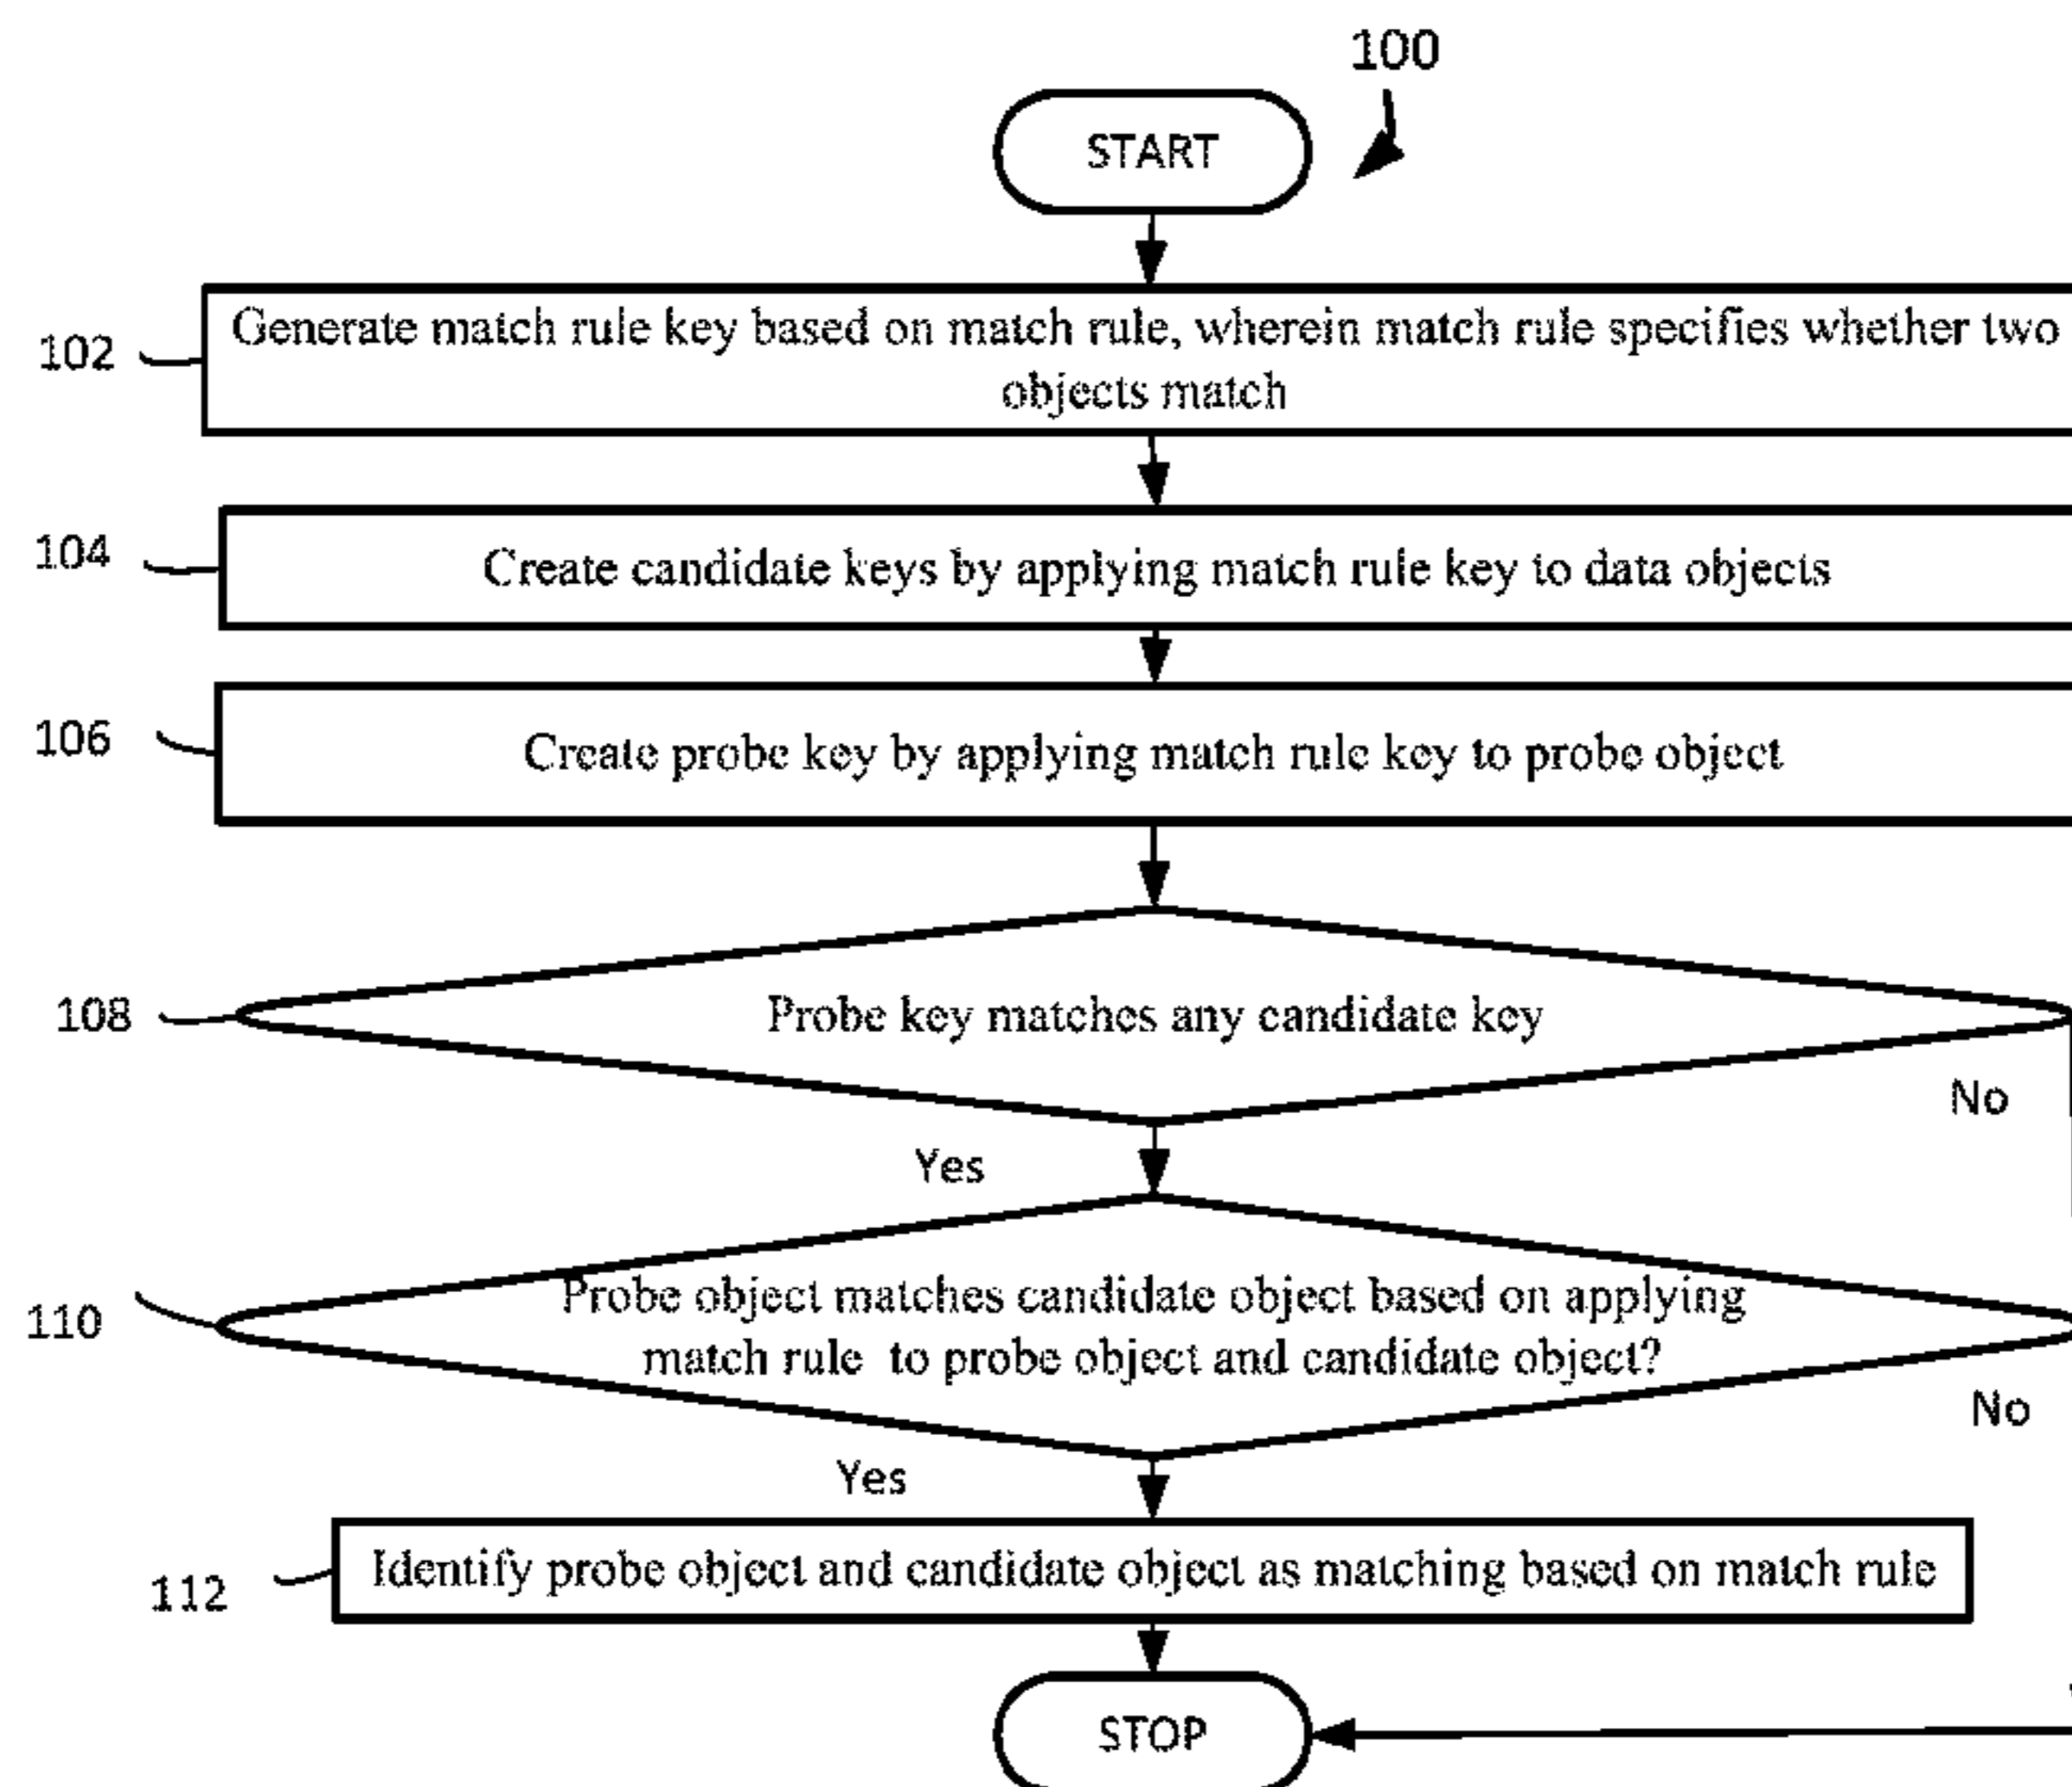 100
START
102
Generate match rule key based on match rule, wherein match rule specifies whether two
objects match
104
Create candidate keys by applying match rule key to data objects
106
Create probe key by applying match rule key to probe object
108
Probe key matches any candidate key
No
Yes
110
Probe object matches candidate object based on applying
match rule to probe object and candidate object?
No
Yes
112
Identify probe object and candidate object as matching based on match rule
STOP